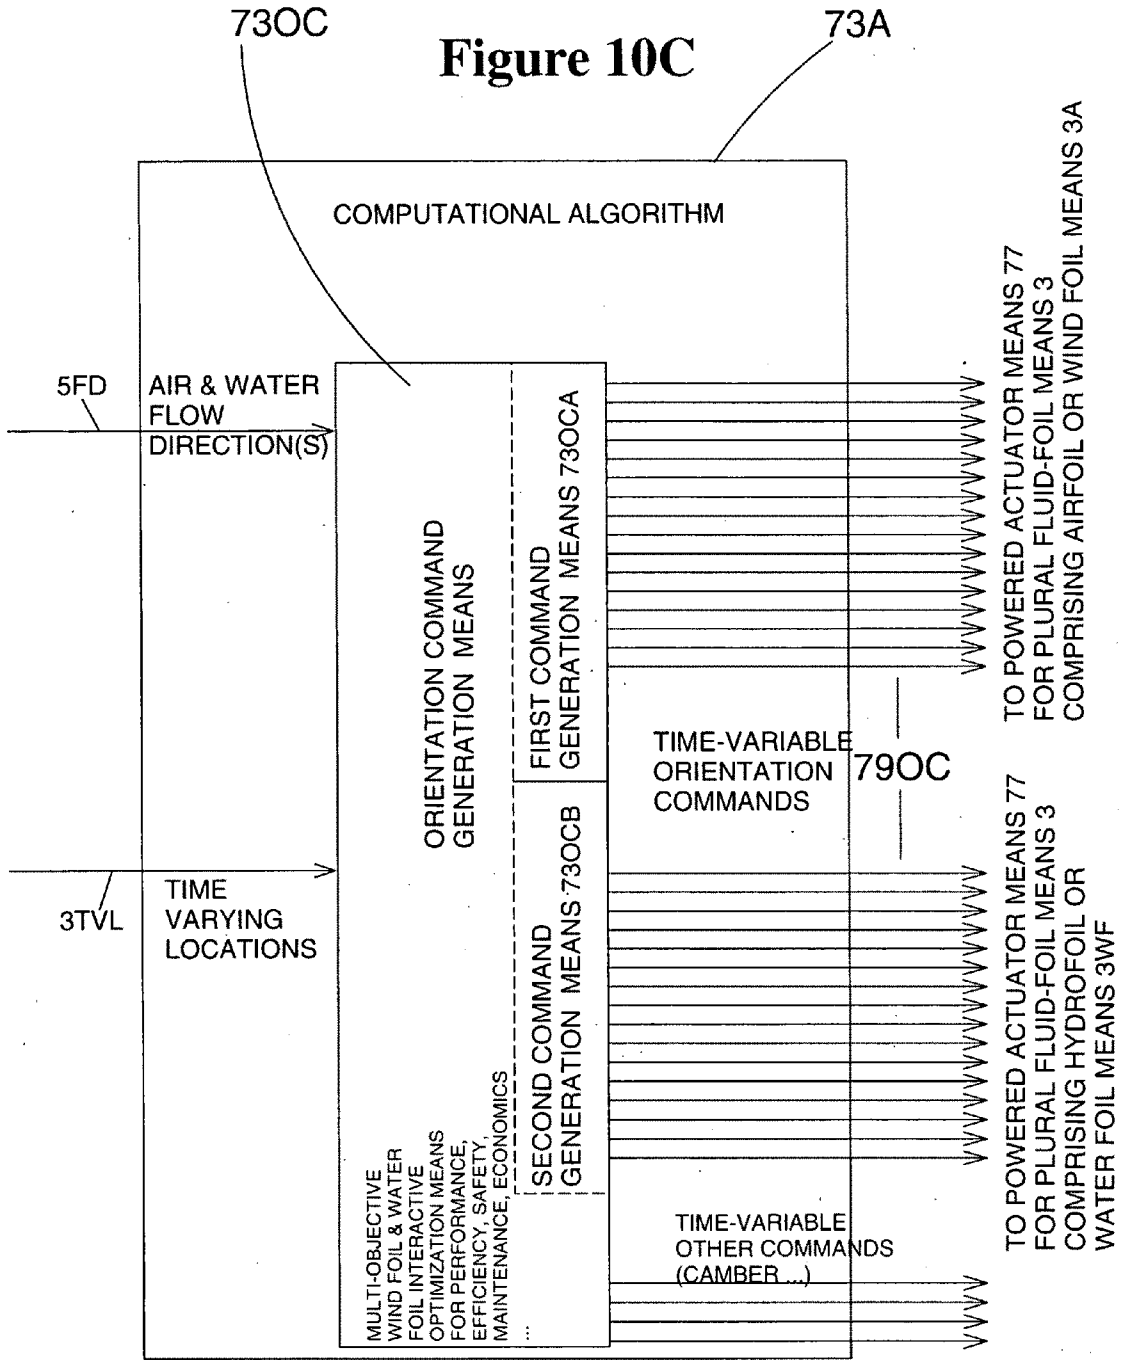 73OC
73A
Figure 10C
COMPUTATIONAL ALGORITHM
5FD
AIR & WATER
FLOW
DIRECTION(S)
3TVL
TIME
VARYING
LOCATIONS
ORIENTATION COMMAND
GENERATION MEANS
FIRST COMMAND
GENERATION MEANS 73OCA
SECOND COMMAND
GENERATION MEANS 73OCB
MULTI-OBJECTIVE
WIND FOIL & WATER
FOIL INTERACTIVE
OPTIMIZATION MEANS
FOR PERFORMANCE,
EFFICIENCY, SAFETY,
MAINTENANCE, ECONOMICS
...
TIME-VARIABLE
ORIENTATION
COMMANDS
79OC
TIME-VARIABLE
OTHER COMMANDS
(CAMBER ...)
TO POWERED ACTUATOR MEANS 77
FOR PLURAL FLUID-FOIL MEANS 3
COMPRISING AIRFOIL OR WIND FOIL MEANS 3A
TO POWERED ACTUATOR MEANS 77
FOR PLURAL FLUID-FOIL MEANS 3
COMPRISING HYDROFOIL OR
WATER FOIL MEANS 3WF